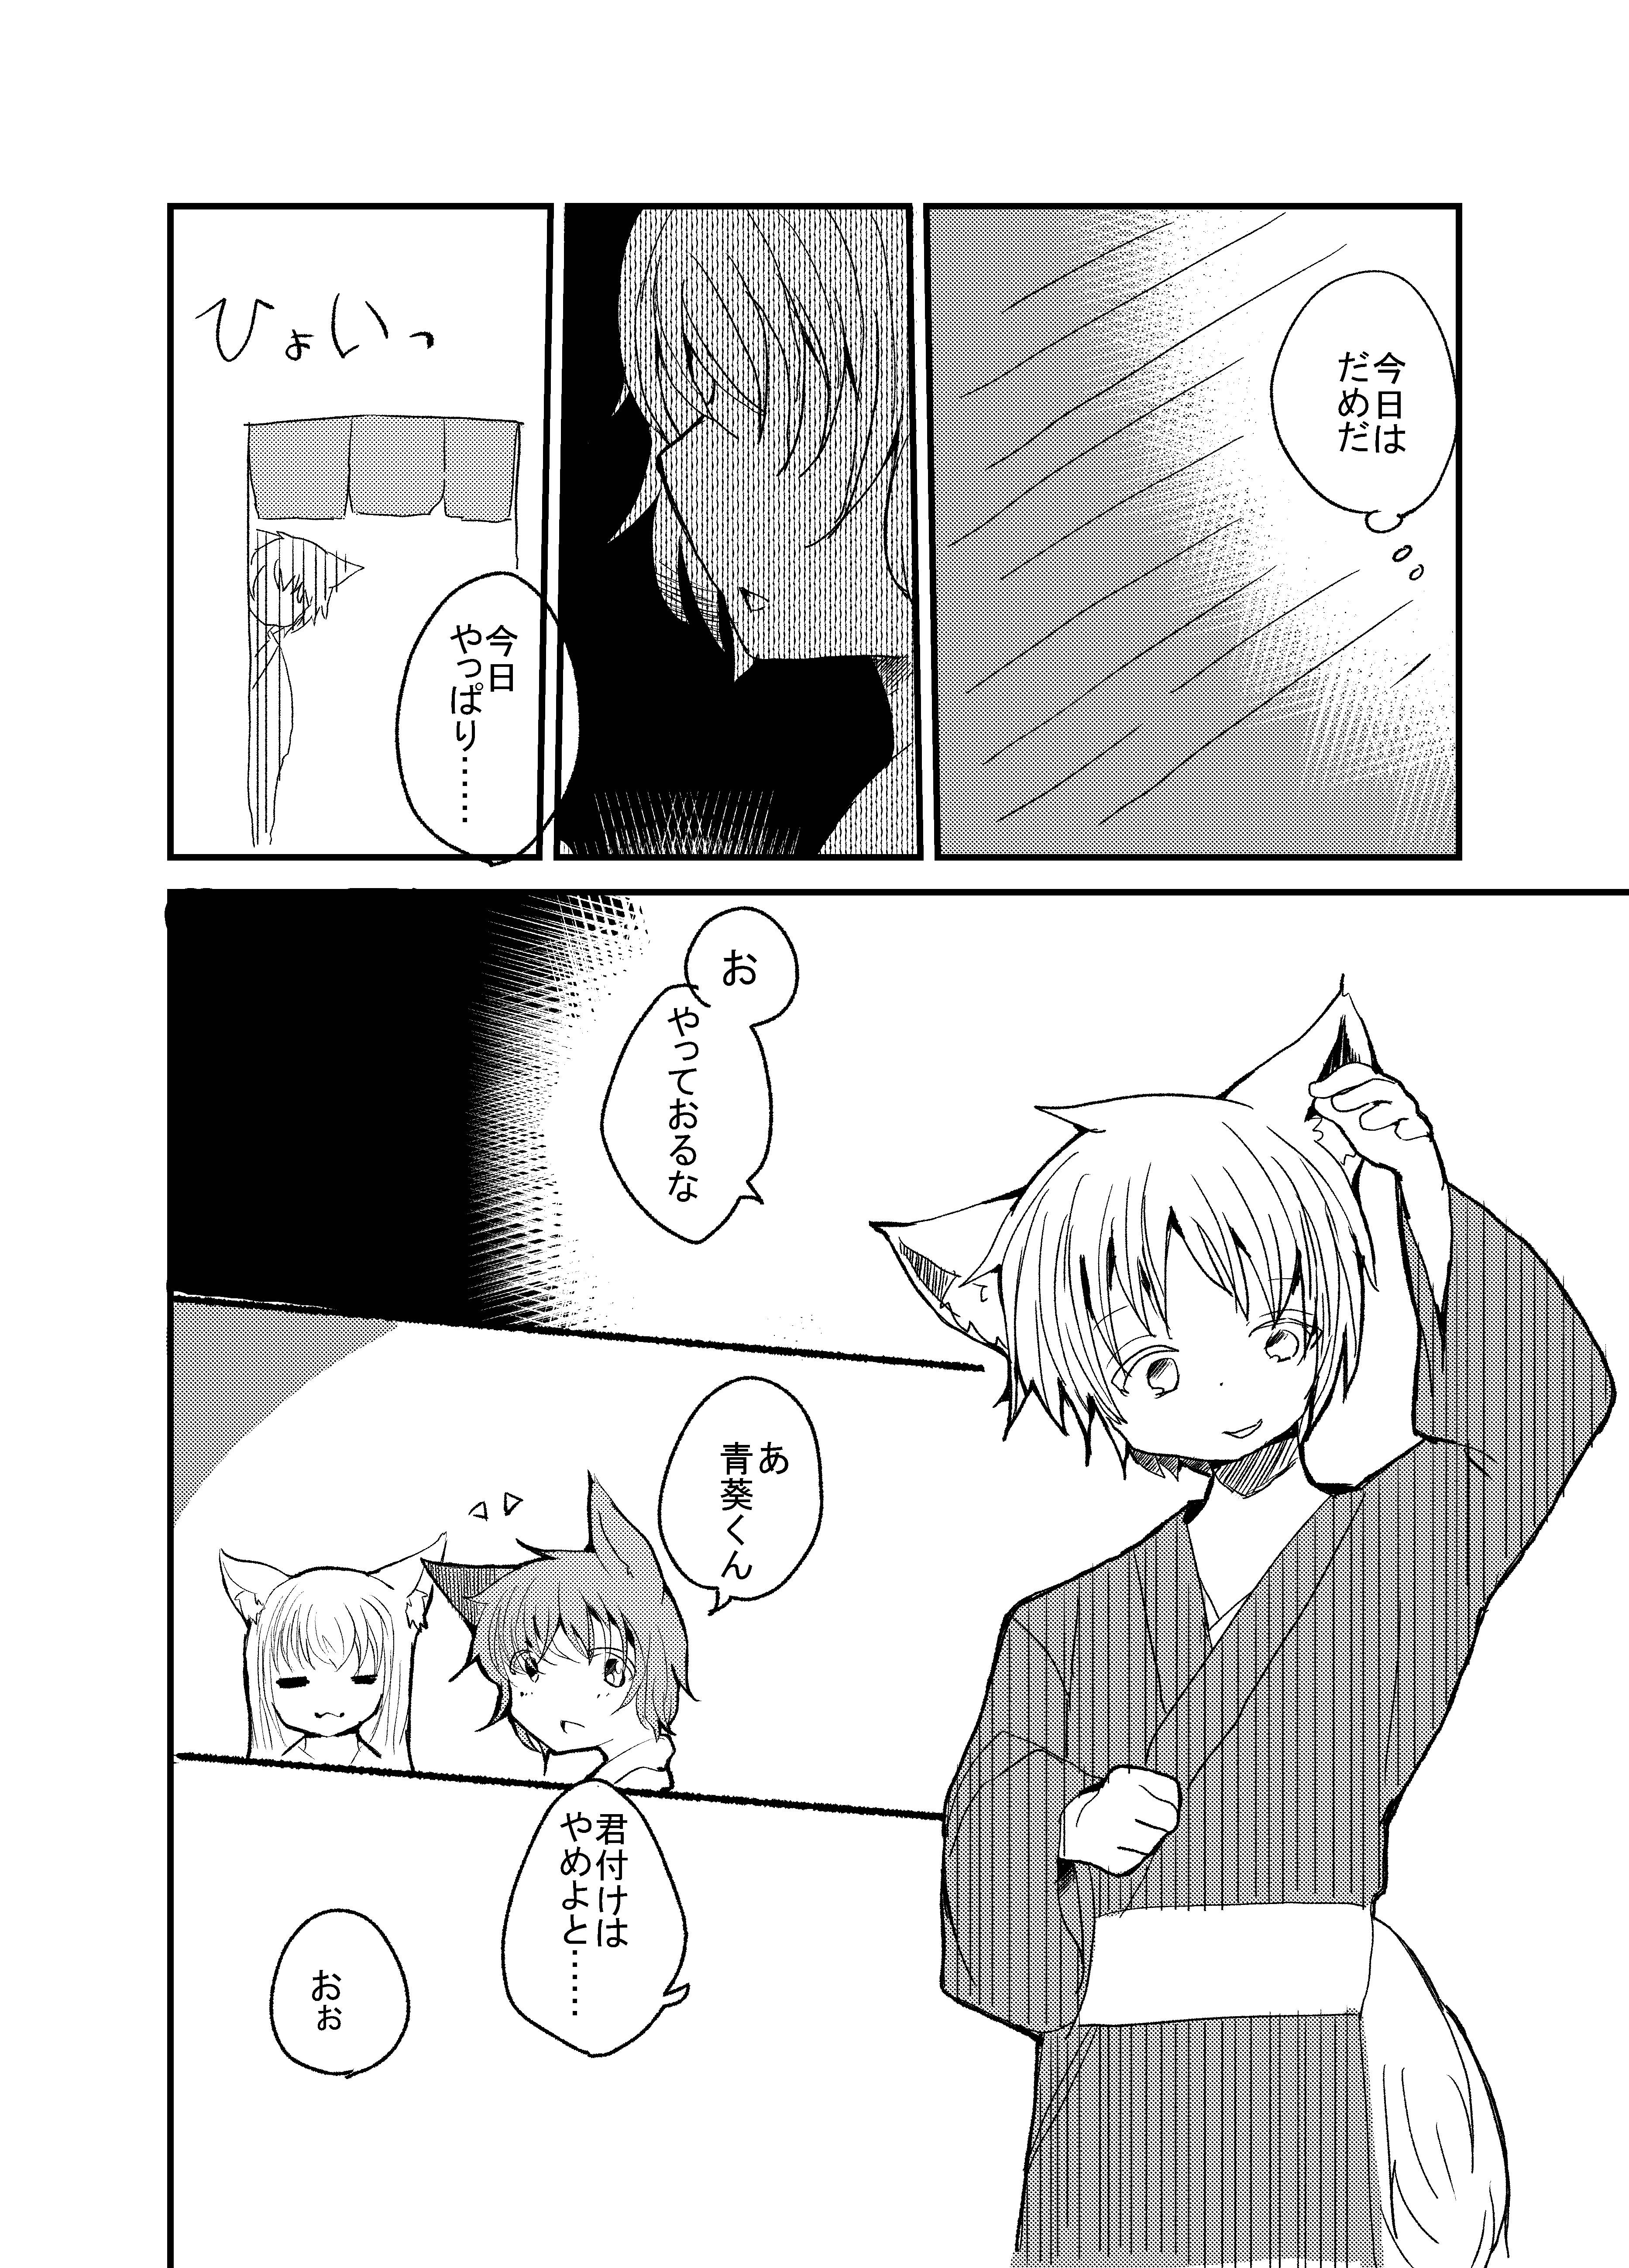 今日は
だめだ
ひょいっ
今日
やっぱり……
お
やっておるな
あ
青葵くん
君付けは
やめよと……
おぉ